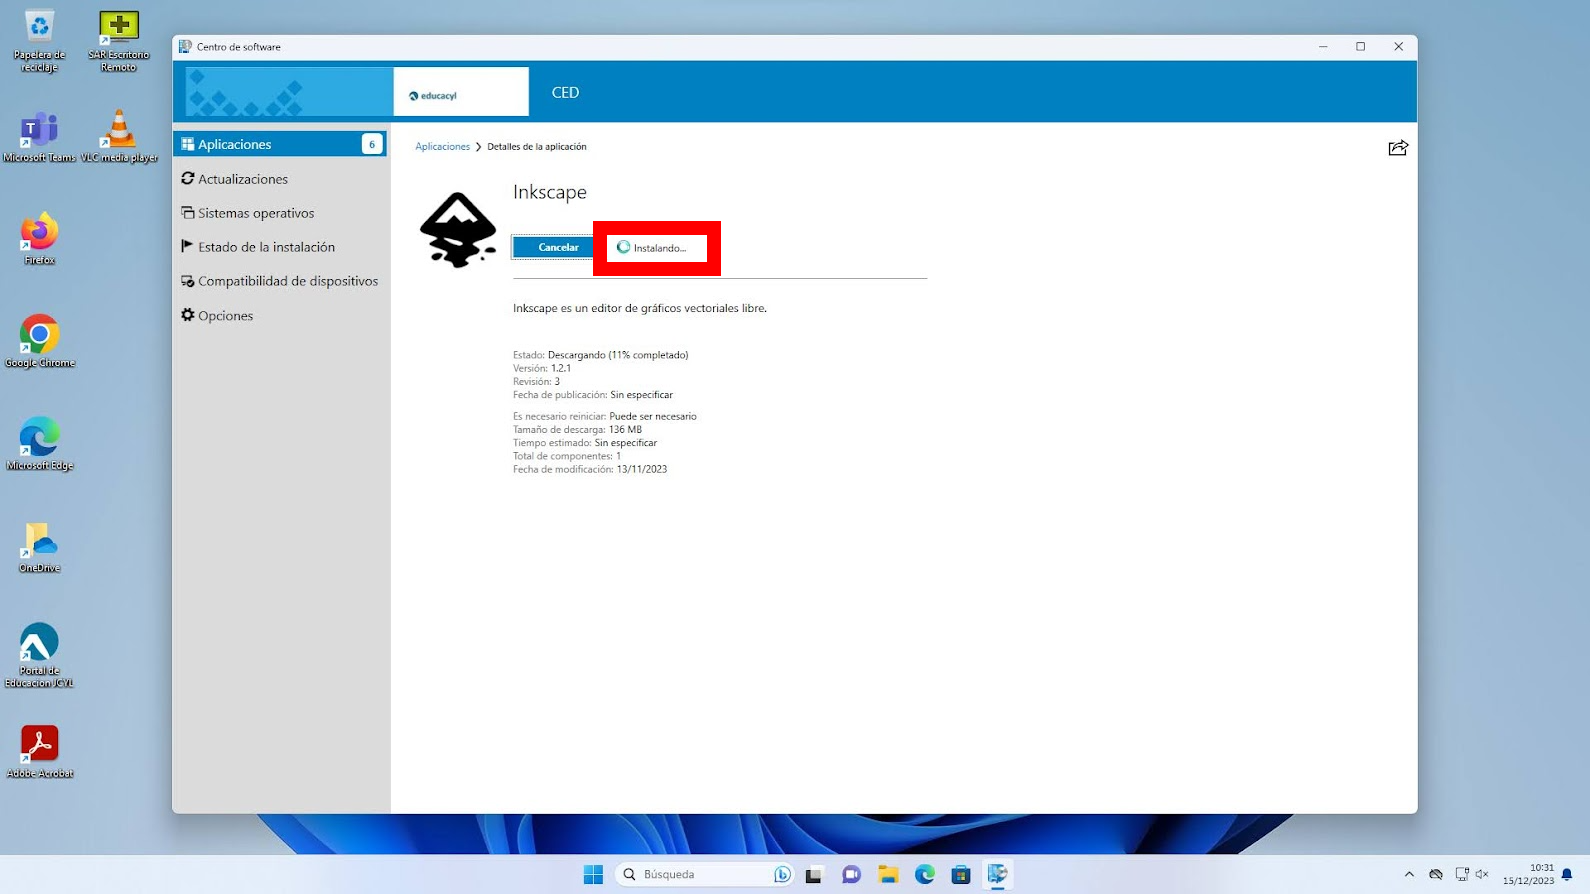 Papelera de
reciclaje
SAR Escritorio
Remoto
Microsoft Teams
VLC media player
Firefox
Google Chrome
Microsoft Edge
OneDrive
Portal de
Educacion JCYL
Adobe Acrobat
Centro de software
educacyl
CED
Aplicaciones
6
Actualizaciones
Sistemas operativos
Estado de la instalación
Compatibilidad de dispositivos
Opciones
Aplicaciones > Detalles de la aplicación
Inkscape
Cancelar
Instalando...
Inkscape es un editor de gráficos vectoriales libre.
Estado: Descargando (11% completado)
Versión: 1.2.1
Revisión: 3
Fecha de publicación: Sin especificar
Es necesario reiniciar: Puede ser necesario
Tamaño de descarga: 136 MB
Tiempo estimado: Sin especificar
Total de componentes: 1
Fecha de modificación: 13/11/2023
Búsqueda
10:31
15/12/2023